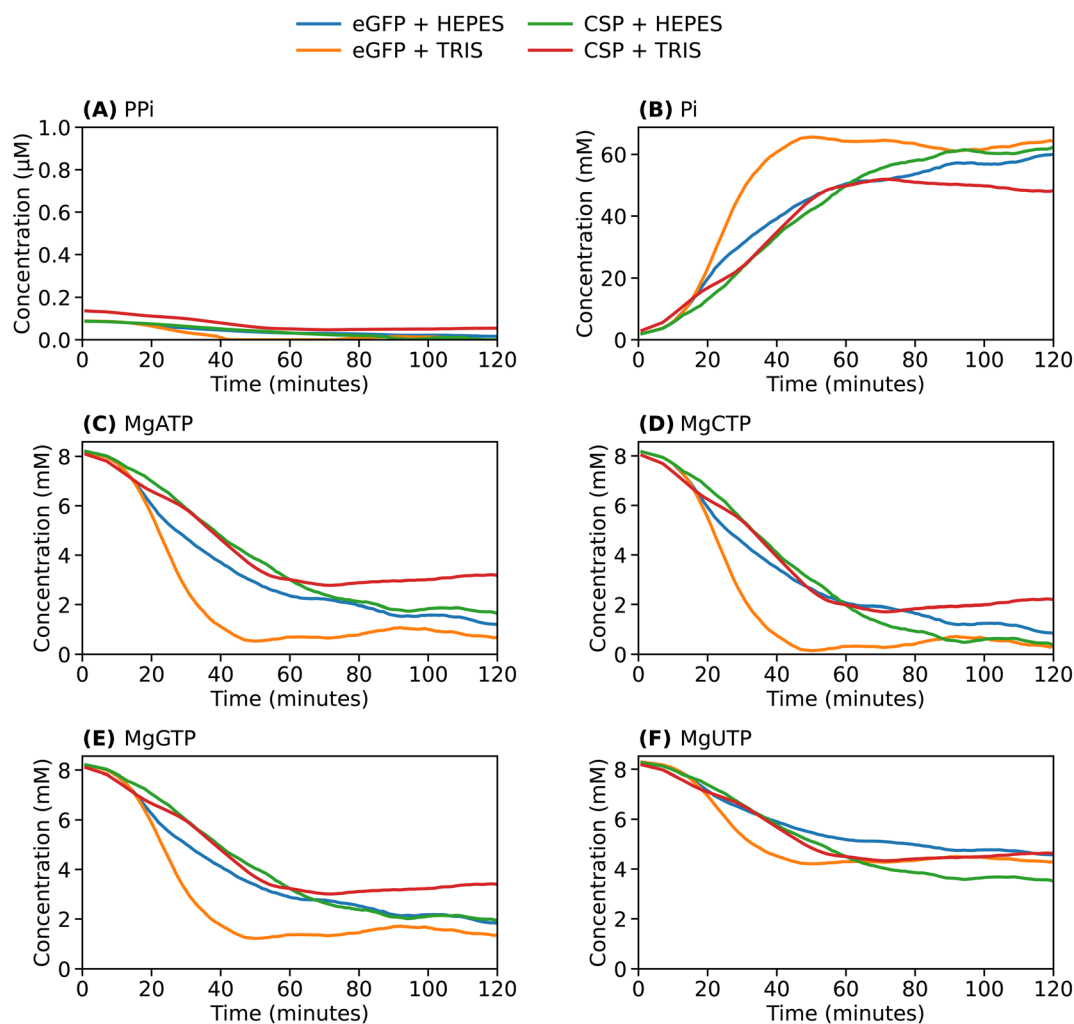 eGFP + HEPES CSP + HEPES
eGFP + TRIS CSP + TRIS
(A) PPi
Concentration (μM)
1.0
0.8
0.6
0.4
0.2
0.0
0 20 40 60 80 100 120
Time (minutes)
(B) Pi
Concentration (mM)
60
40
20
0
0 20 40 60 80 100 120
Time (minutes)
(C) MgATP
Concentration (mM)
8
6
4
2
0
0 20 40 60 80 100 120
Time (minutes)
(D) MgCTP
Concentration (mM)
8
6
4
2
0
0 20 40 60 80 100 120
Time (minutes)
(E) MgGTP
Concentration (mM)
8
6
4
2
0
0 20 40 60 80 100 120
Time (minutes)
(F) MgUTP
Concentration (mM)
8
6
4
2
0
0 20 40 60 80 100 120
Time (minutes)